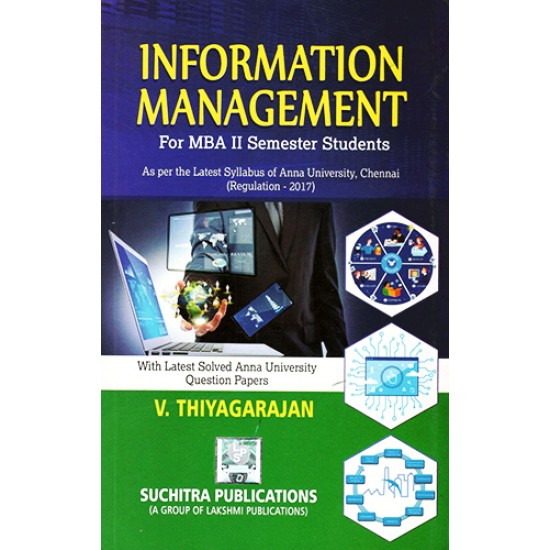 INFORMATION
MANAGEMENT
For MBA II Semester Students
As per the Latest Syllabus of Anna University, Chennai
(Regulation - 2017)
With Latest Solved Anna University
Question Papers
V. THIYAGARAJAN
LPS
SUCHITRA PUBLICATIONS
(A GROUP OF LAKSHMI PUBLICATIONS)